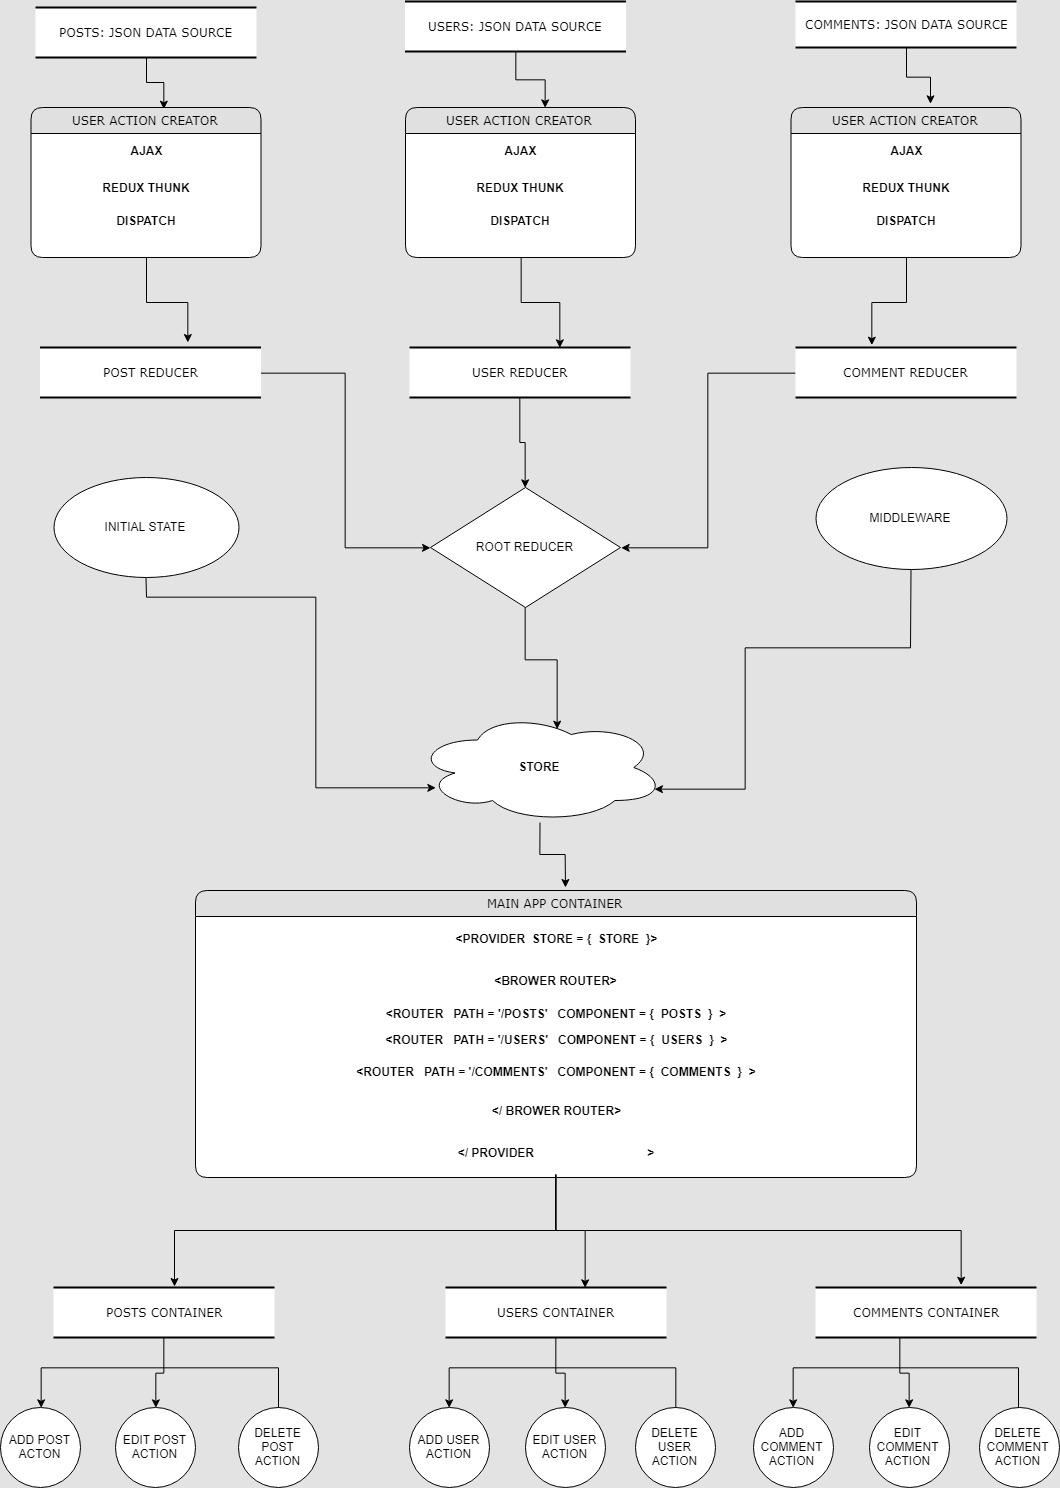 POSTS: JSON DATA SOURCE
USERS: JSON DATA SOURCE
COMMENTS: JSON DATA SOURCE
USER ACTION CREATOR
AJAX
REDUX THUNK
DISPATCH
USER ACTION CREATOR
AJAX
REDUX THUNK
DISPATCH
USER ACTION CREATOR
AJAX
REDUX THUNK
DISPATCH
POST REDUCER
USER REDUCER
COMMENT REDUCER
INITIAL STATE
ROOT REDUCER
MIDDLEWARE
STORE
MAIN APP CONTAINER
<PROVIDER STORE = { STORE }>
<BROWER ROUTER>
<ROUTER PATH = '/POSTS' COMPONENT = { POSTS } >
<ROUTER PATH = '/USERS' COMPONENT = { USERS } >
<ROUTER PATH = '/COMMENTS' COMPONENT = { COMMENTS } >
</ BROWER ROUTER>
</ PROVIDER >
POSTS CONTAINER
USERS CONTAINER
COMMENTS CONTAINER
ADD POST
ACTON
EDIT POST
ACTION
DELETE
POST
ACTION
ADD USER
ACTION
EDIT USER
ACTION
DELETE
USER
ACTION
ADD
COMMENT
ACTION
EDIT
COMMENT
ACTION
DELETE
COMMENT
ACTION